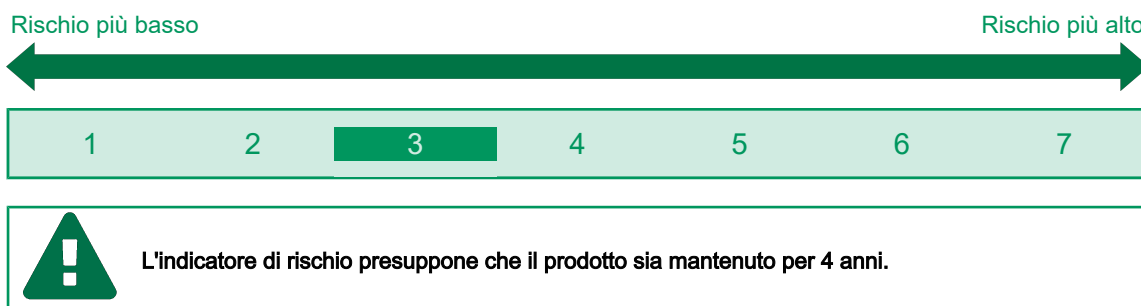 Rischio più basso Rischio più alto
1 2 3 4 5 6 7
L'indicatore di rischio presuppone che il prodotto sia mantenuto per 4 anni.